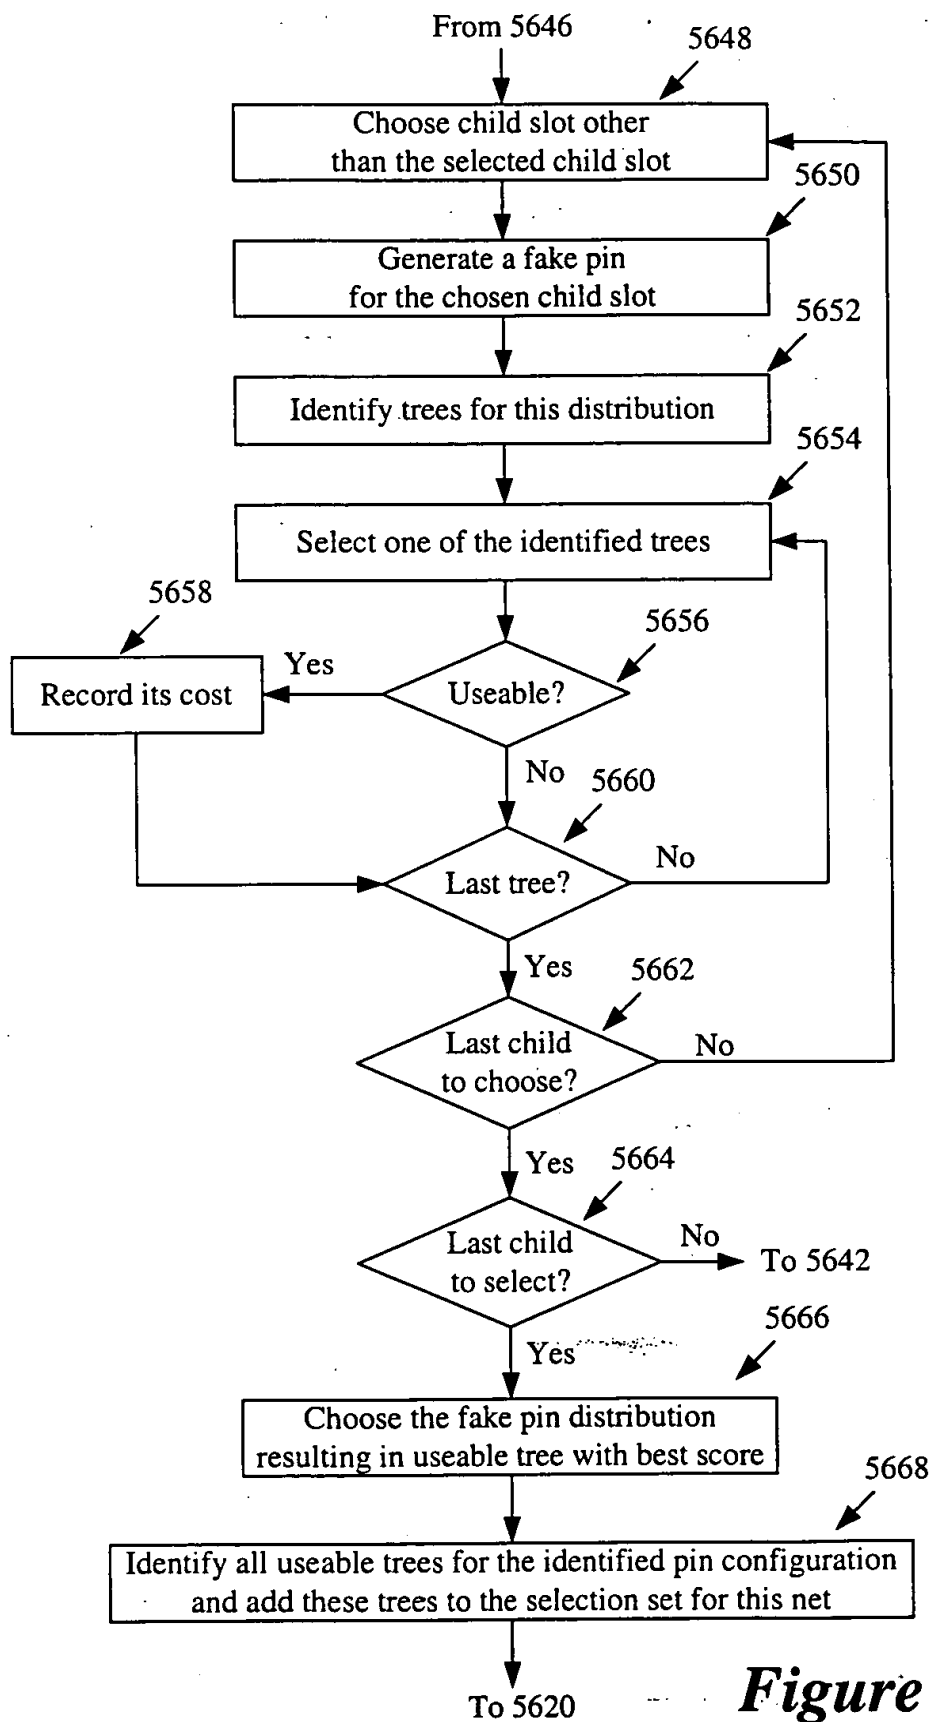 From 5646
5648
Choose child slot other
than the selected child slot
5650
Generate a fake pin
for the chosen child slot
5652
Identify trees for this distribution
5654
Select one of the identified trees
5658
5656
Record its cost
Yes
Useable?
No
5660
Last tree?
No
Yes
5662
Last child
to choose?
No
Yes
5664
Last child
to select?
No
To 5642
5666
Yes
Choose the fake pin distribution
resulting in useable tree with best score
5668
Identify all useable trees for the identified pin configuration
and add these trees to the selection set for this net
To 5620
Figure